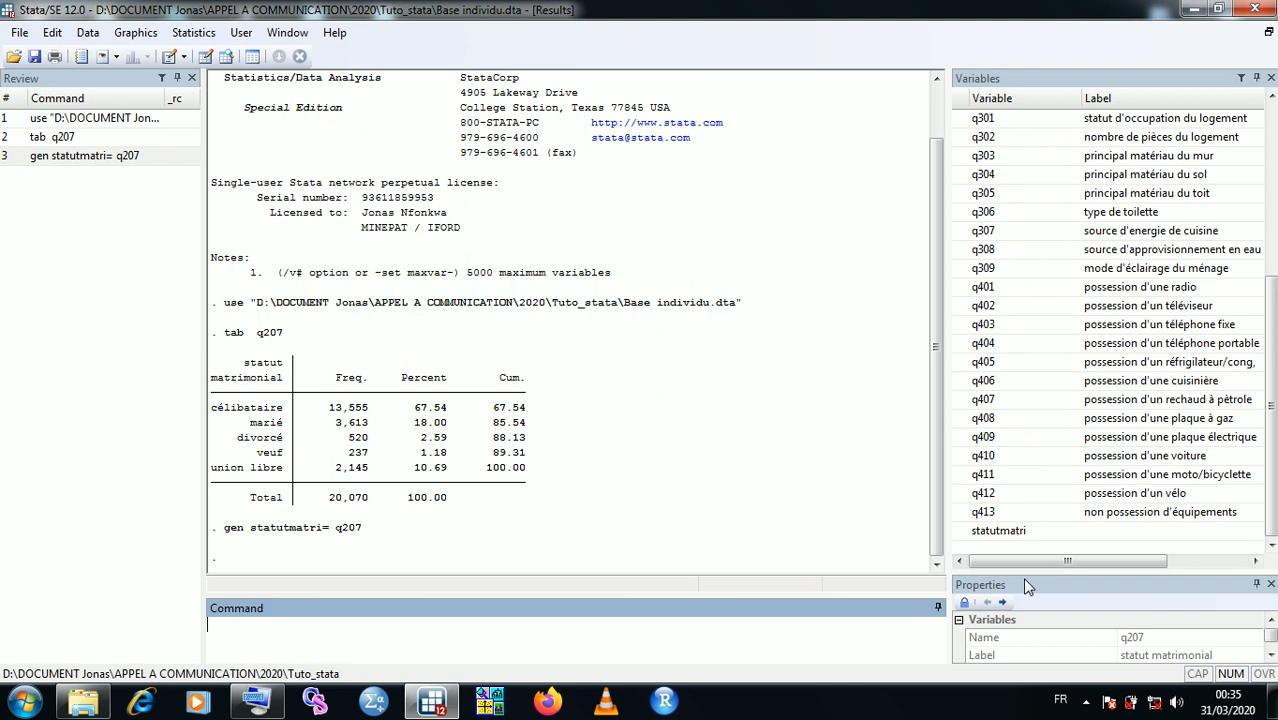 Stata/SE 12.0 - D:\DOCUMENT Jonas\APPEL A COMMUNICATION\2020\Tuto_stata\Base individu.dta - [Results]
File Edit Data Graphics Statistics User Window Help
Review
# Command _rc
1 use "D:\DOCUMENT Jon...
2 tab q207
3 gen statutmatri= q207
Statistics/Data Analysis StataCorp
4905 Lakeway Drive
Special Edition College Station, Texas 77845 USA
800-STATA-PC http://www.stata.com
979-696-4600 stata@stata.com
979-696-4601 (fax)
Single-user Stata network perpetual license:
Serial number: 93611859953
Licensed to: Jonas Nfonkwa
MINEPAT / IFORD
Notes:
1. (/v# option or -set maxvar-) 5000 maximum variables
. use "D:\DOCUMENT Jonas\APPEL A COMMUNICATION\2020\Tuto_stata\Base individu.dta"
. tab q207
statut
matrimonial Freq. Percent Cum.
célibataire 13,555 67.54 67.54
marié 3,613 18.00 85.54
divorcé 520 2.59 88.13
veuf 237 1.18 89.31
union libre 2,145 10.69 100.00
Total 20,070 100.00
. gen statutmatri= q207
.
Command
Variables
Variable Label
q301 statut d'occupation du logement
q302 nombre de pièces du logement
q303 principal matériau du mur
q304 principal matériau du sol
q305 principal matériau du toit
q306 type de toilette
q307 source d'energie de cuisine
q308 source d'approvisionnement en eau
q309 mode d'éclairage du ménage
q401 possession d'une radio
q402 possession d'un téléviseur
q403 possession d'un téléphone fixe
q404 possession d'un téléphone portable
q405 possession d'un réfrigilateur/cong,
q406 possession d'une cuisinière
q407 possession d'un rechaud à pètrole
q408 possession d'une plaque à gaz
q409 possession d'une plaque électrique
q410 possession d'une voiture
q411 possession d'une moto/bicyclette
q412 possession d'un vélo
q413 non possession d'équipements
statutmatri
Properties
Variables
Name q207
Label statut matrimonial
D:\DOCUMENT Jonas\APPEL A COMMUNICATION\2020\Tuto_stata
CAP NUM OVR
12
R
FR
00:35
31/03/2020